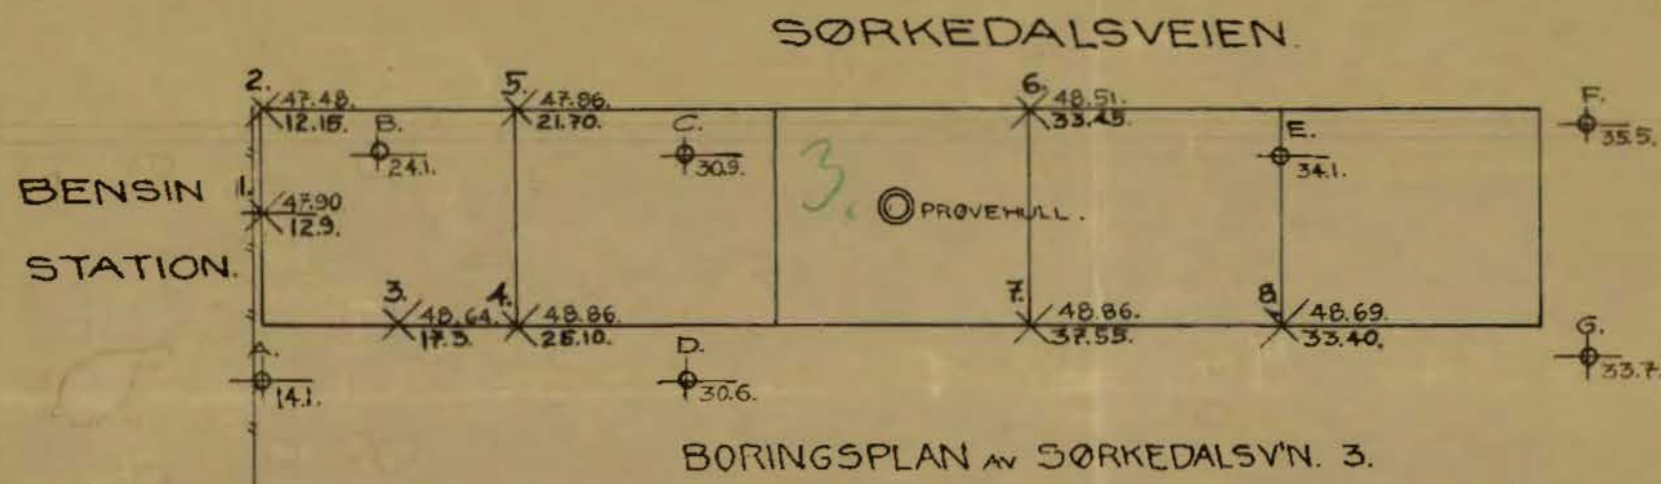 SØRKEDALSVEIEN.
2.
47.48.
12.15.
5.
47.86.
21.70.
6.
48.51.
33.45.
F.
35.5.
B.
24.1.
C.
30.9.
E.
34.1.
3.
BENSIN
STATION.
1.
47.90
12.9.
PRØVEHULL.
3.
48.64.
17.3.
4.
48.86.
25.10.
7.
48.86.
37.55.
8.
48.69.
33.40.
G.
33.7.
A.
14.1.
D.
30.6.
BORINGSPLAN AV SØRKEDALSV'N. 3.